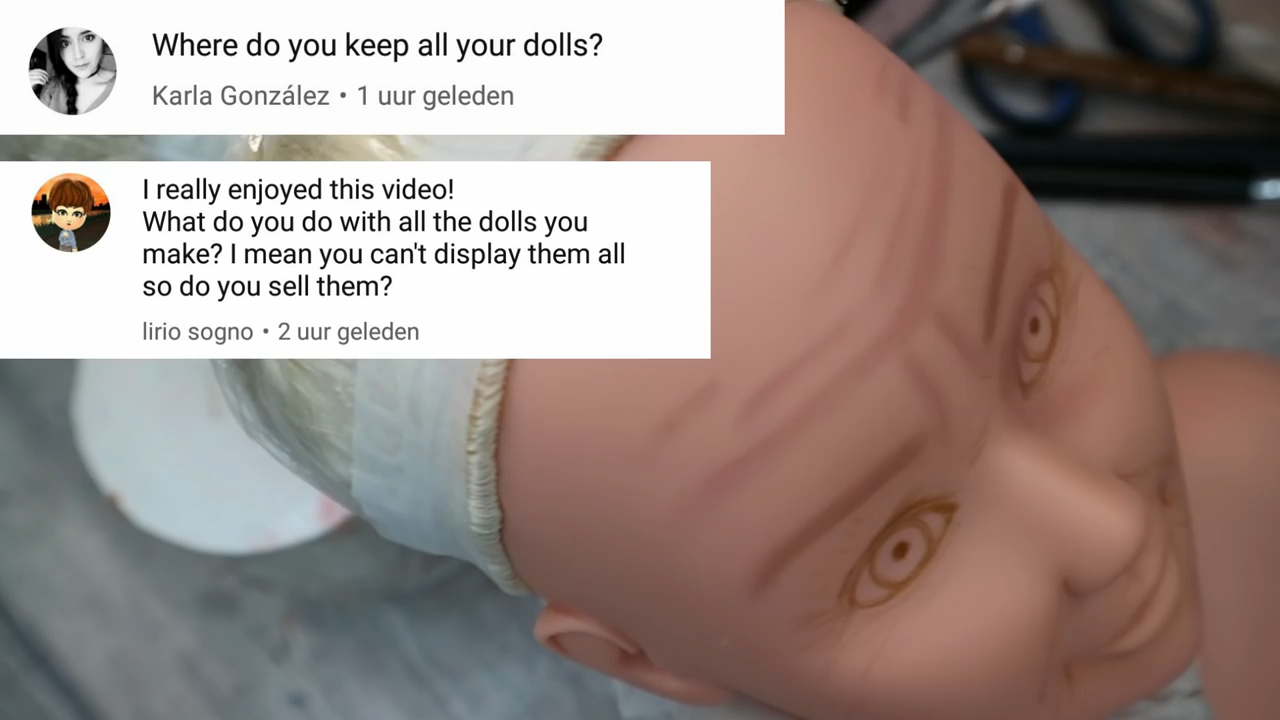 Where do you keep all your dolls?
Karla González • 1 uur geleden
I really enjoyed this video!
What do you do with all the dolls you
make? I mean you can't display them all
so do you sell them?
lirio sogno • 2 uur geleden